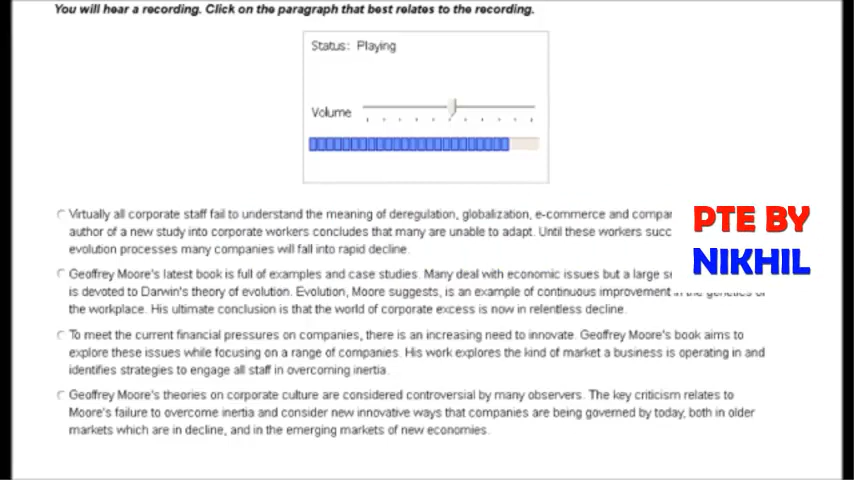 You will hear a recording. Click on the paragraph that best relates to the recording.
Status: Playing
Volume
Virtually all corporate staff fail to understand the meaning of deregulation, globalization, e-commerce and
author of a new study into corporate workers concludes that many are unable to adapt. Until these workers
evolution processes many companies will fall into rapid decline.
PTE BY
NIKHIL
Geoffrey Moore's latest book is full of examples and case studies. Many deal with economic issues but a large
is devoted to Darwin's theory of evolution. Evolution, Moore suggests, is an example of continuous improvement in the genetics of
the workplace. His ultimate conclusion is that the world of corporate excess is now in relentless decline.
To meet the current financial pressures on companies, there is an increasing need to innovate. Geoffrey Moore's book aims to
explore these issues while focusing on a range of companies. His work explores the kind of market a business is operating in and
identifies strategies to engage all staff in overcoming inertia.
Geoffrey Moore's theories on corporate culture are considered controversial by many observers. The key criticism relates to
Moore's failure to overcome inertia and consider new innovative ways that companies are being governed by today, both in older
markets which are in decline, and in the emerging markets of new economies.